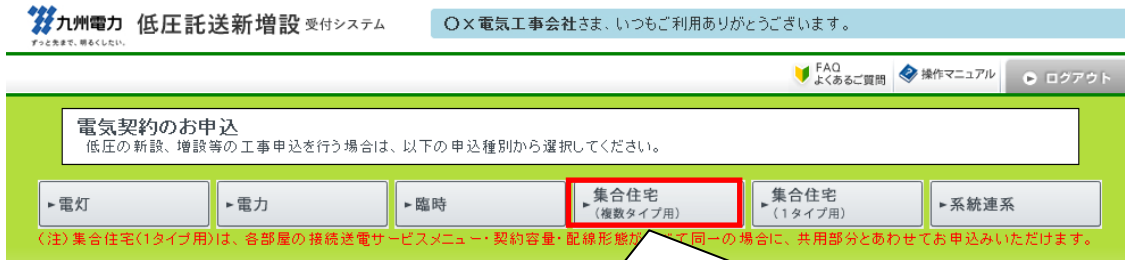 九州電力 低圧託送新増設 受付システム
ずっと先まで、明るくしたい。
〇×電気工事会社さま、いつもご利用ありがとうございます。
FAQ
よくあるご質問
操作マニュアル
ログアウト
電気契約のお申込
低圧の新設、増設等の工事申込を行う場合は、以下の申込種別から選択してください。
電灯
電力
臨時
集合住宅
(複数タイプ用)
集合住宅
(1タイプ用)
系統連系
(注)集合住宅(1タイプ用)は、各部屋の接続送電サービスメニュー・契約容量・配線形態が て同一の場合に、共用部分とあわせてお申込みいただけます。